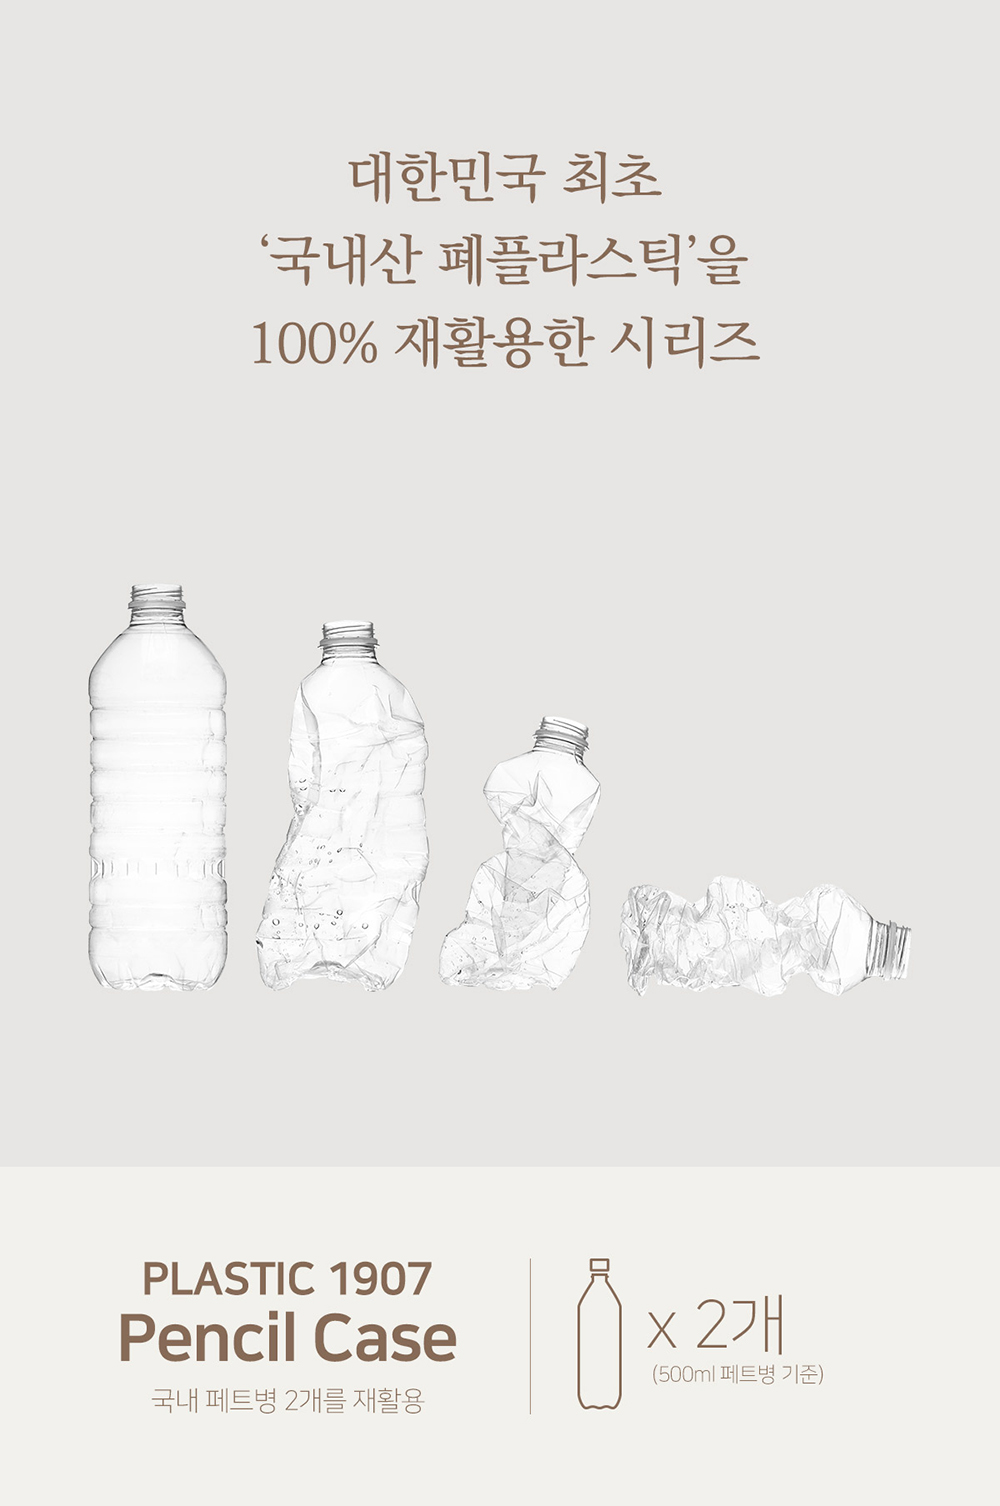 대한민국 최초
‘국내산 폐플라스틱’을
100% 재활용한 시리즈
PLASTIC 1907
Pencil Case
국내 페트병 2개를 재활용
x 2개
(500ml 페트병 기준)